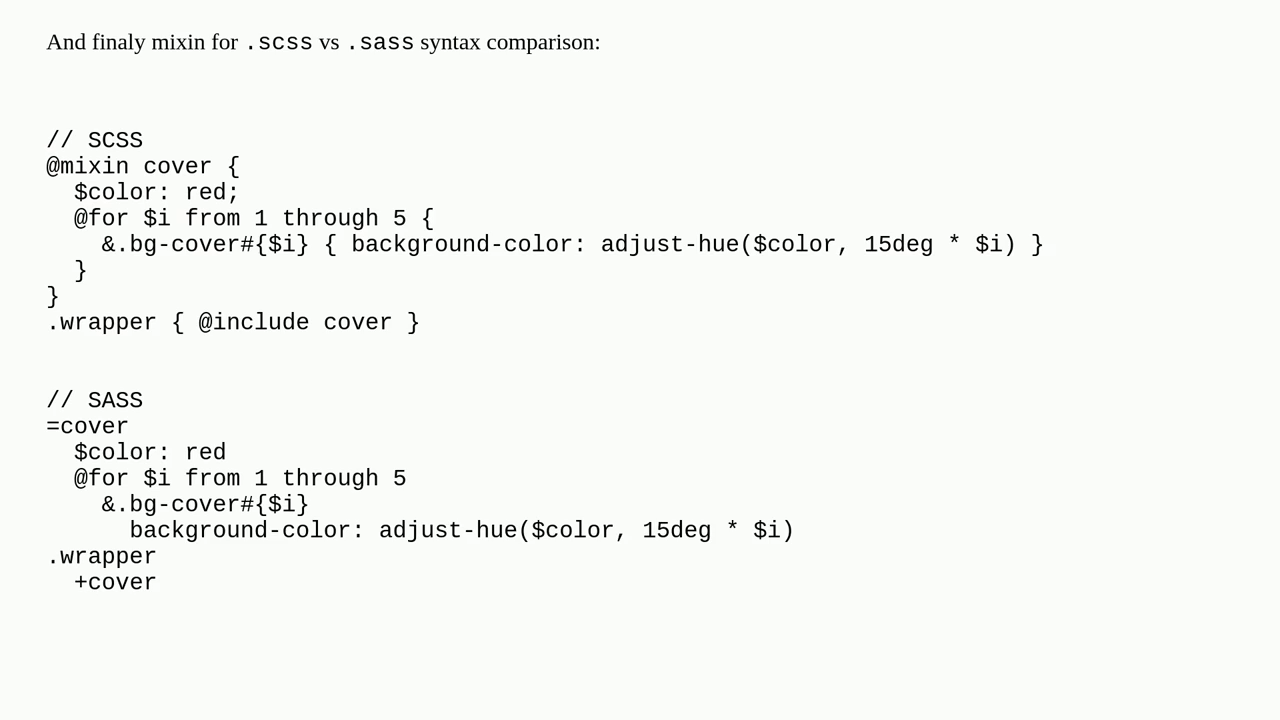 And finaly mixin for .scss vs .sass syntax comparison:
// SCSS
@mixin cover {
  $color: red;
  @for $i from 1 through 5 {
    &.bg-cover#{$i} { background-color: adjust-hue($color, 15deg * $i) }
  }
}
.wrapper { @include cover }
// SASS
=cover
  $color: red
  @for $i from 1 through 5
    &.bg-cover#{$i}
      background-color: adjust-hue($color, 15deg * $i)
.wrapper
  +cover